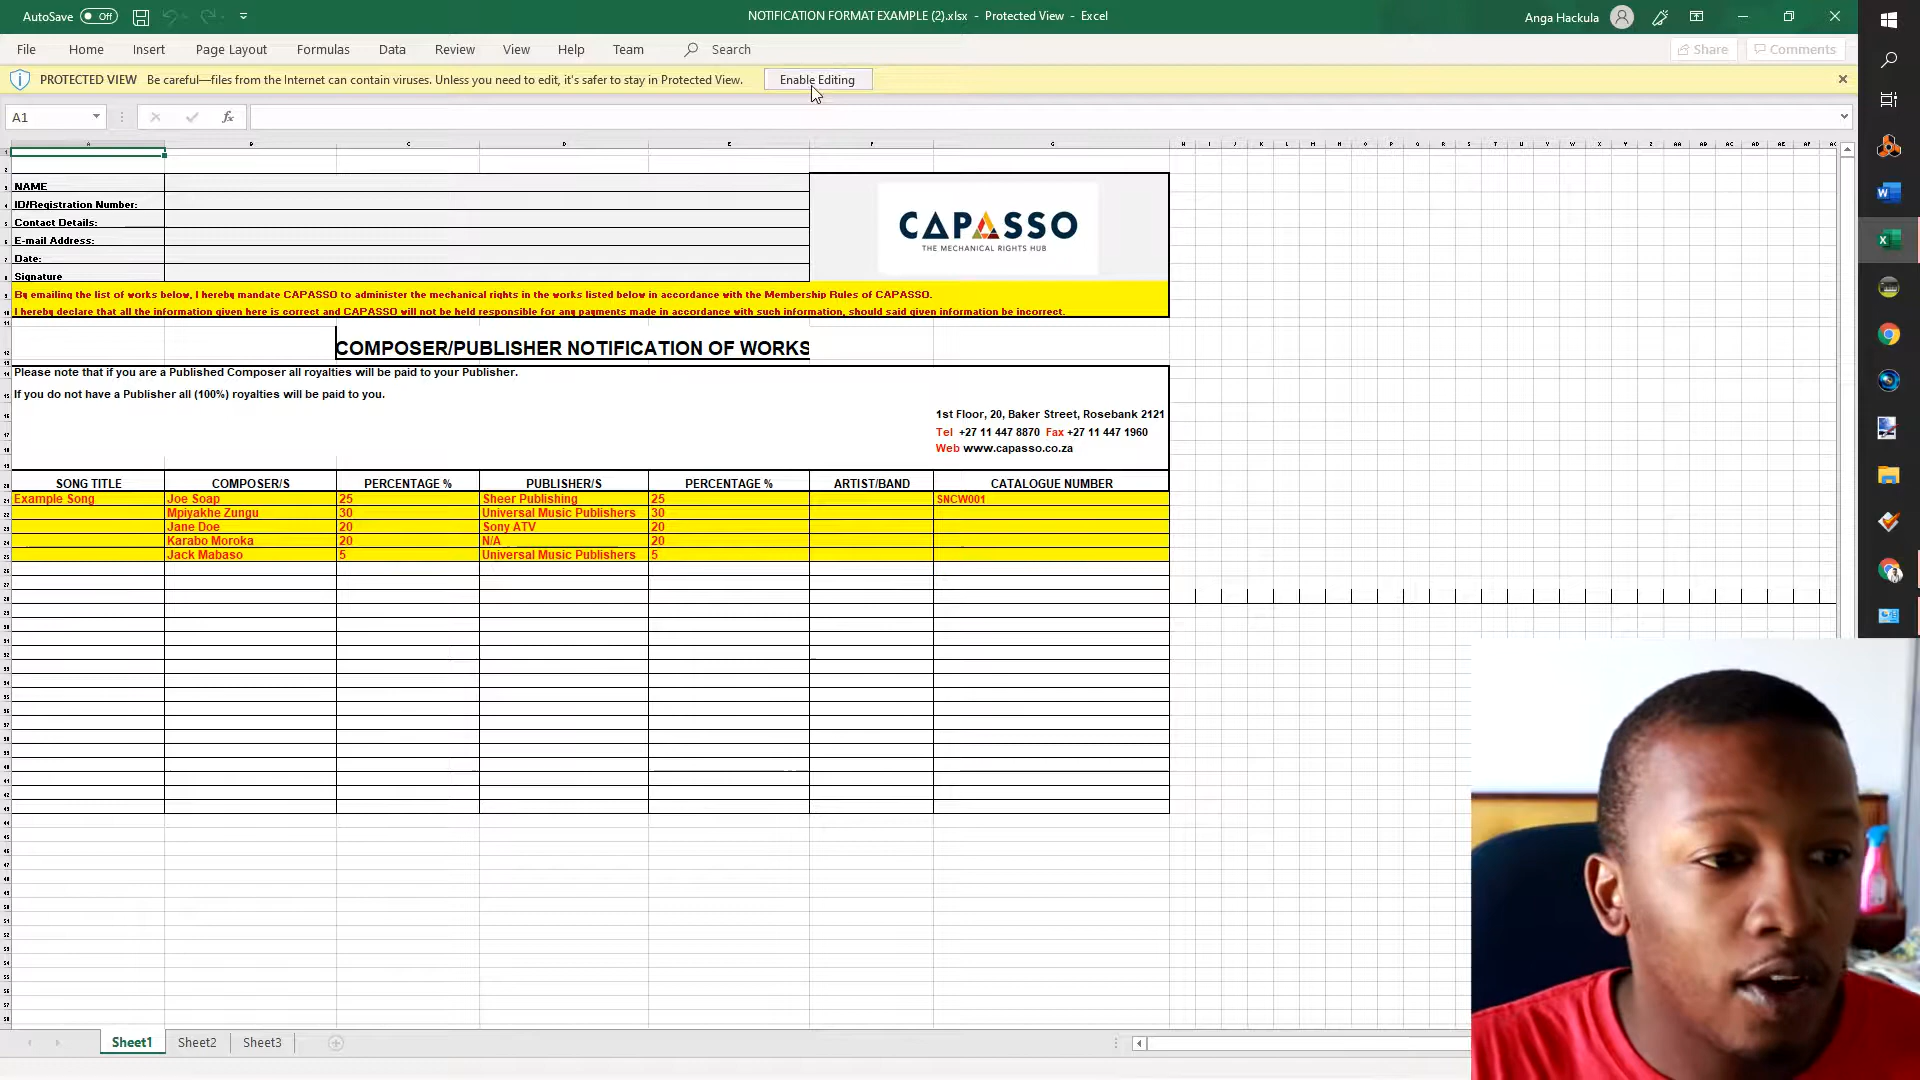 AutoSave Off
NOTIFICATION FORMAT EXAMPLE (2).xlsx - Protected View - Excel
Anga Hackula
File Home Insert Page Layout Formulas Data Review View Help Team Search
Share Comments
PROTECTED VIEW Be careful—files from the Internet can contain viruses. Unless you need to edit, it's safer to stay in Protected View. Enable Editing
A1 fx
NAME
ID/Registration Number:
Contact Details:
E-mail Address:
Date:
Signature
CAPASSO
THE MECHANICAL RIGHTS HUB
By emailing the list of works below, I hereby mandate CAPASSO to administer the mechanical rights in the works listed below in accordance with the Membership Rules of CAPASSO.
I hereby declare that all the information given here is correct and CAPASSO will not be held responsible for any payments made in accordance with such information, should said given information be incorrect.
COMPOSER/PUBLISHER NOTIFICATION OF WORKS
Please note that if you are a Published Composer all royalties will be paid to your Publisher.
If you do not have a Publisher all (100%) royalties will be paid to you.
1st Floor, 20, Baker Street, Rosebank 2121
Tel +27 11 447 8870 Fax +27 11 447 1960
Web www.capasso.co.za
SONG TITLE COMPOSER/S PERCENTAGE % PUBLISHER/S PERCENTAGE % ARTIST/BAND CATALOGUE NUMBER
Example Song Joe Soap 25 Sheer Publishing 25 SNCW001
Mpiyakhe Zungu 30 Universal Music Publishers 30
Jane Doe 20 Sony ATV 20
Karabo Moroka 20 N/A 20
Jack Mabaso 5 Universal Music Publishers 5
Sheet1 Sheet2 Sheet3